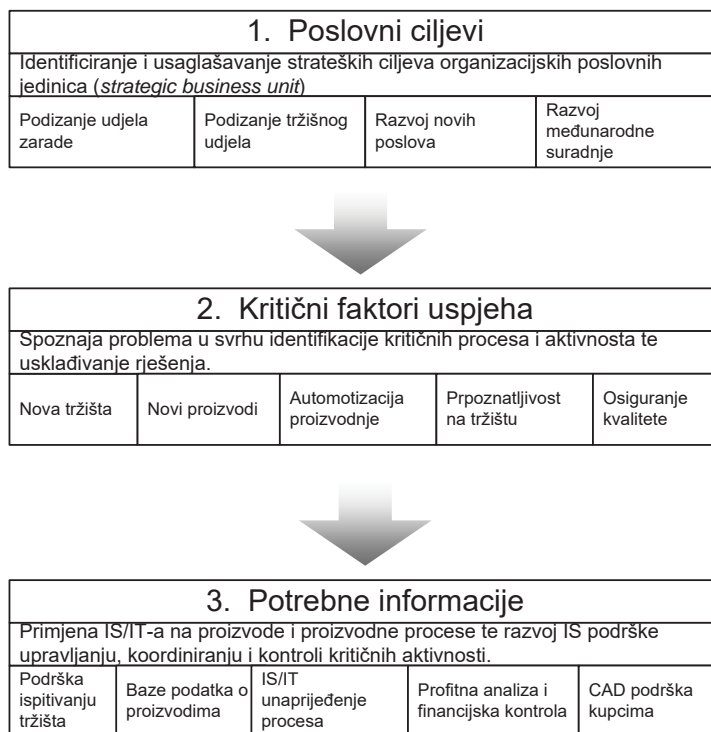 1. Poslovni ciljevi
Identificiranje i usaglašavanje strateških ciljeva organizacijskih poslovnih
jedinica (strategic business unit)
Podizanje udjela
zarade
Podizanje tržišnog
udjela
Razvoj novih
poslova
Razvoj
međunarodne
suradnje
2. Kritični faktori uspjeha
Spoznaja problema u svrhu identifikacije kritičnih procesa i aktivnosta te
usklađivanje rješenja.
Nova tržišta
Novi proizvodi
Automotizacija
proizvodnje
Prpoznatljivost
na tržištu
Osiguranje
kvalitete
3. Potrebne informacije
Primjena IS/IT-a na proizvode i proizvodne procese te razvoj IS podrške
upravljanju, koordiniranju i kontroli kritičnih aktivnosti.
Podrška
ispitivanju
tržišta
Baze podatka o
proizvodima
IS/IT
unaprijeđenje
procesa
Profitna analiza i
financijska kontrola
CAD podrška
kupcima